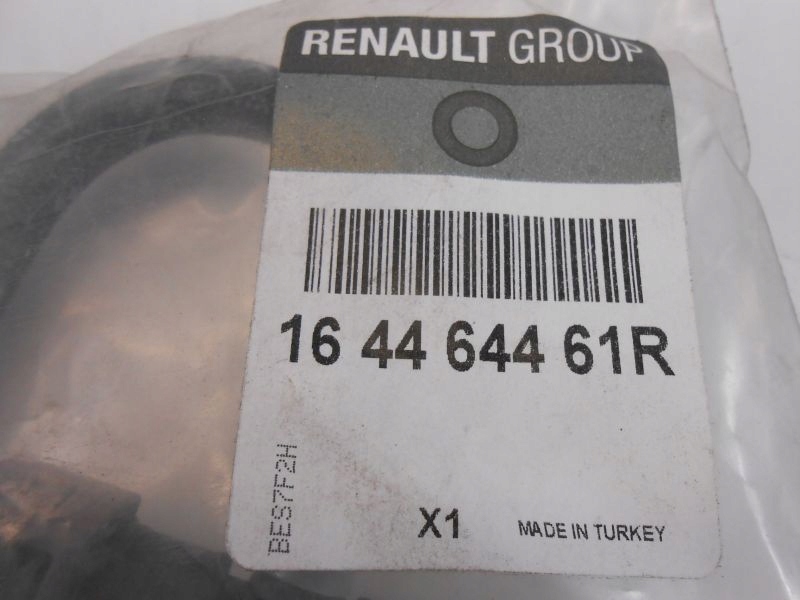 RENAULT GROUP
16 44 644 61R
BES7F2H
X1
MADE IN TURKEY